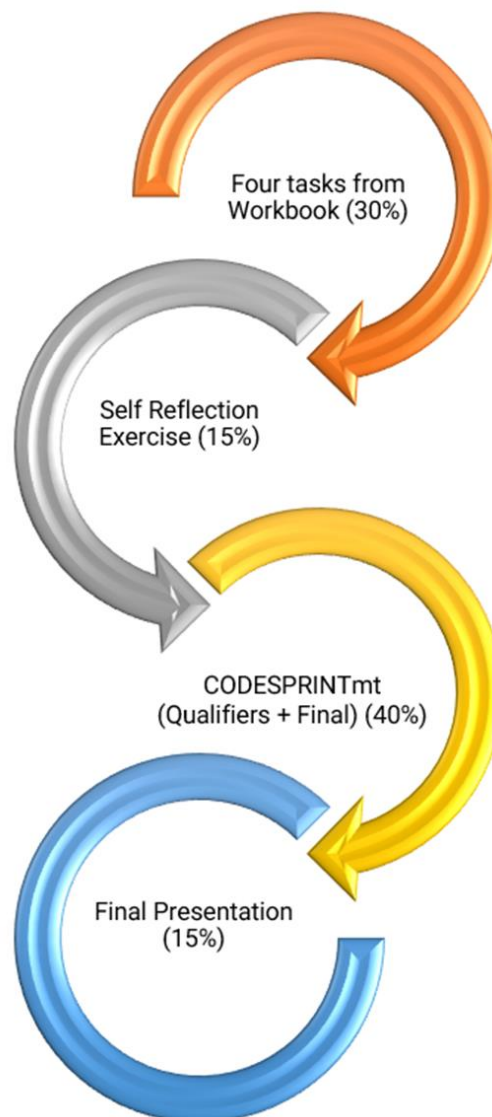 Four tasks from
Workbook (30%)
Self Reflection
Exercise (15%)
CODESPRINTmt
(Qualifiers + Final) (40%)
Final Presentation
(15%)